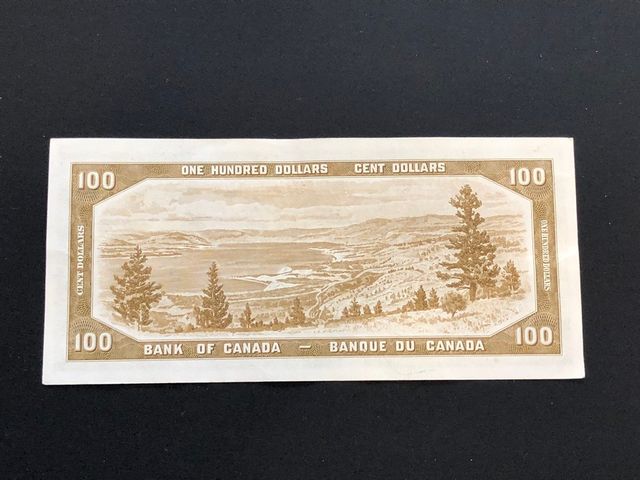 ONE HUNDRED DOLLARS CENT DOLLARS
100 100
CENT DOLLARS
ONE HUNDRED DOLLARS
100 100
BANK OF CANADA — BANQUE DU CANADA